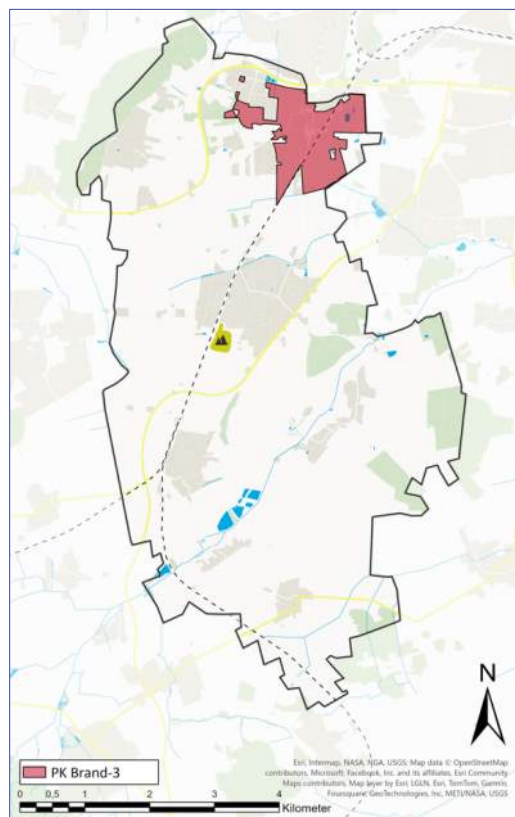 N
PK Brand-3
Esri, Intermap, NASA, NGA, USGS; Map data © OpenStreetMap
contributors, Microsoft, Facebook, Inc. and its affiliates, Esri Community
Maps contributors, Map layer by Esri; LGLN, Esri, TomTom, Garmin,
Foursquare, GeoTechnologies, Inc, METI/NASA, USGS
0 0,5 1 2 3 4
Kilometer